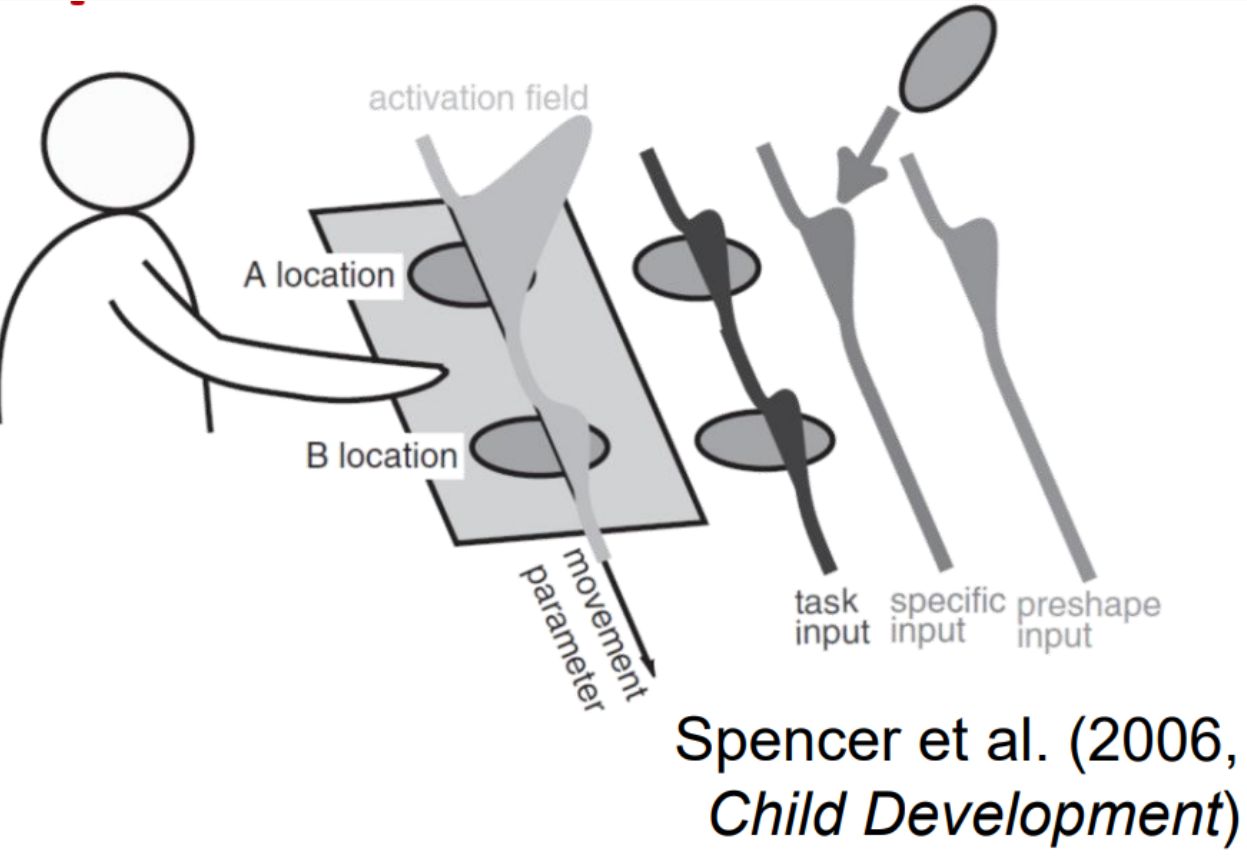 activation field
A location
B location
movement
parameter
task
input
specific
input
preshape
input
Spencer et al. (2006,
Child Development)